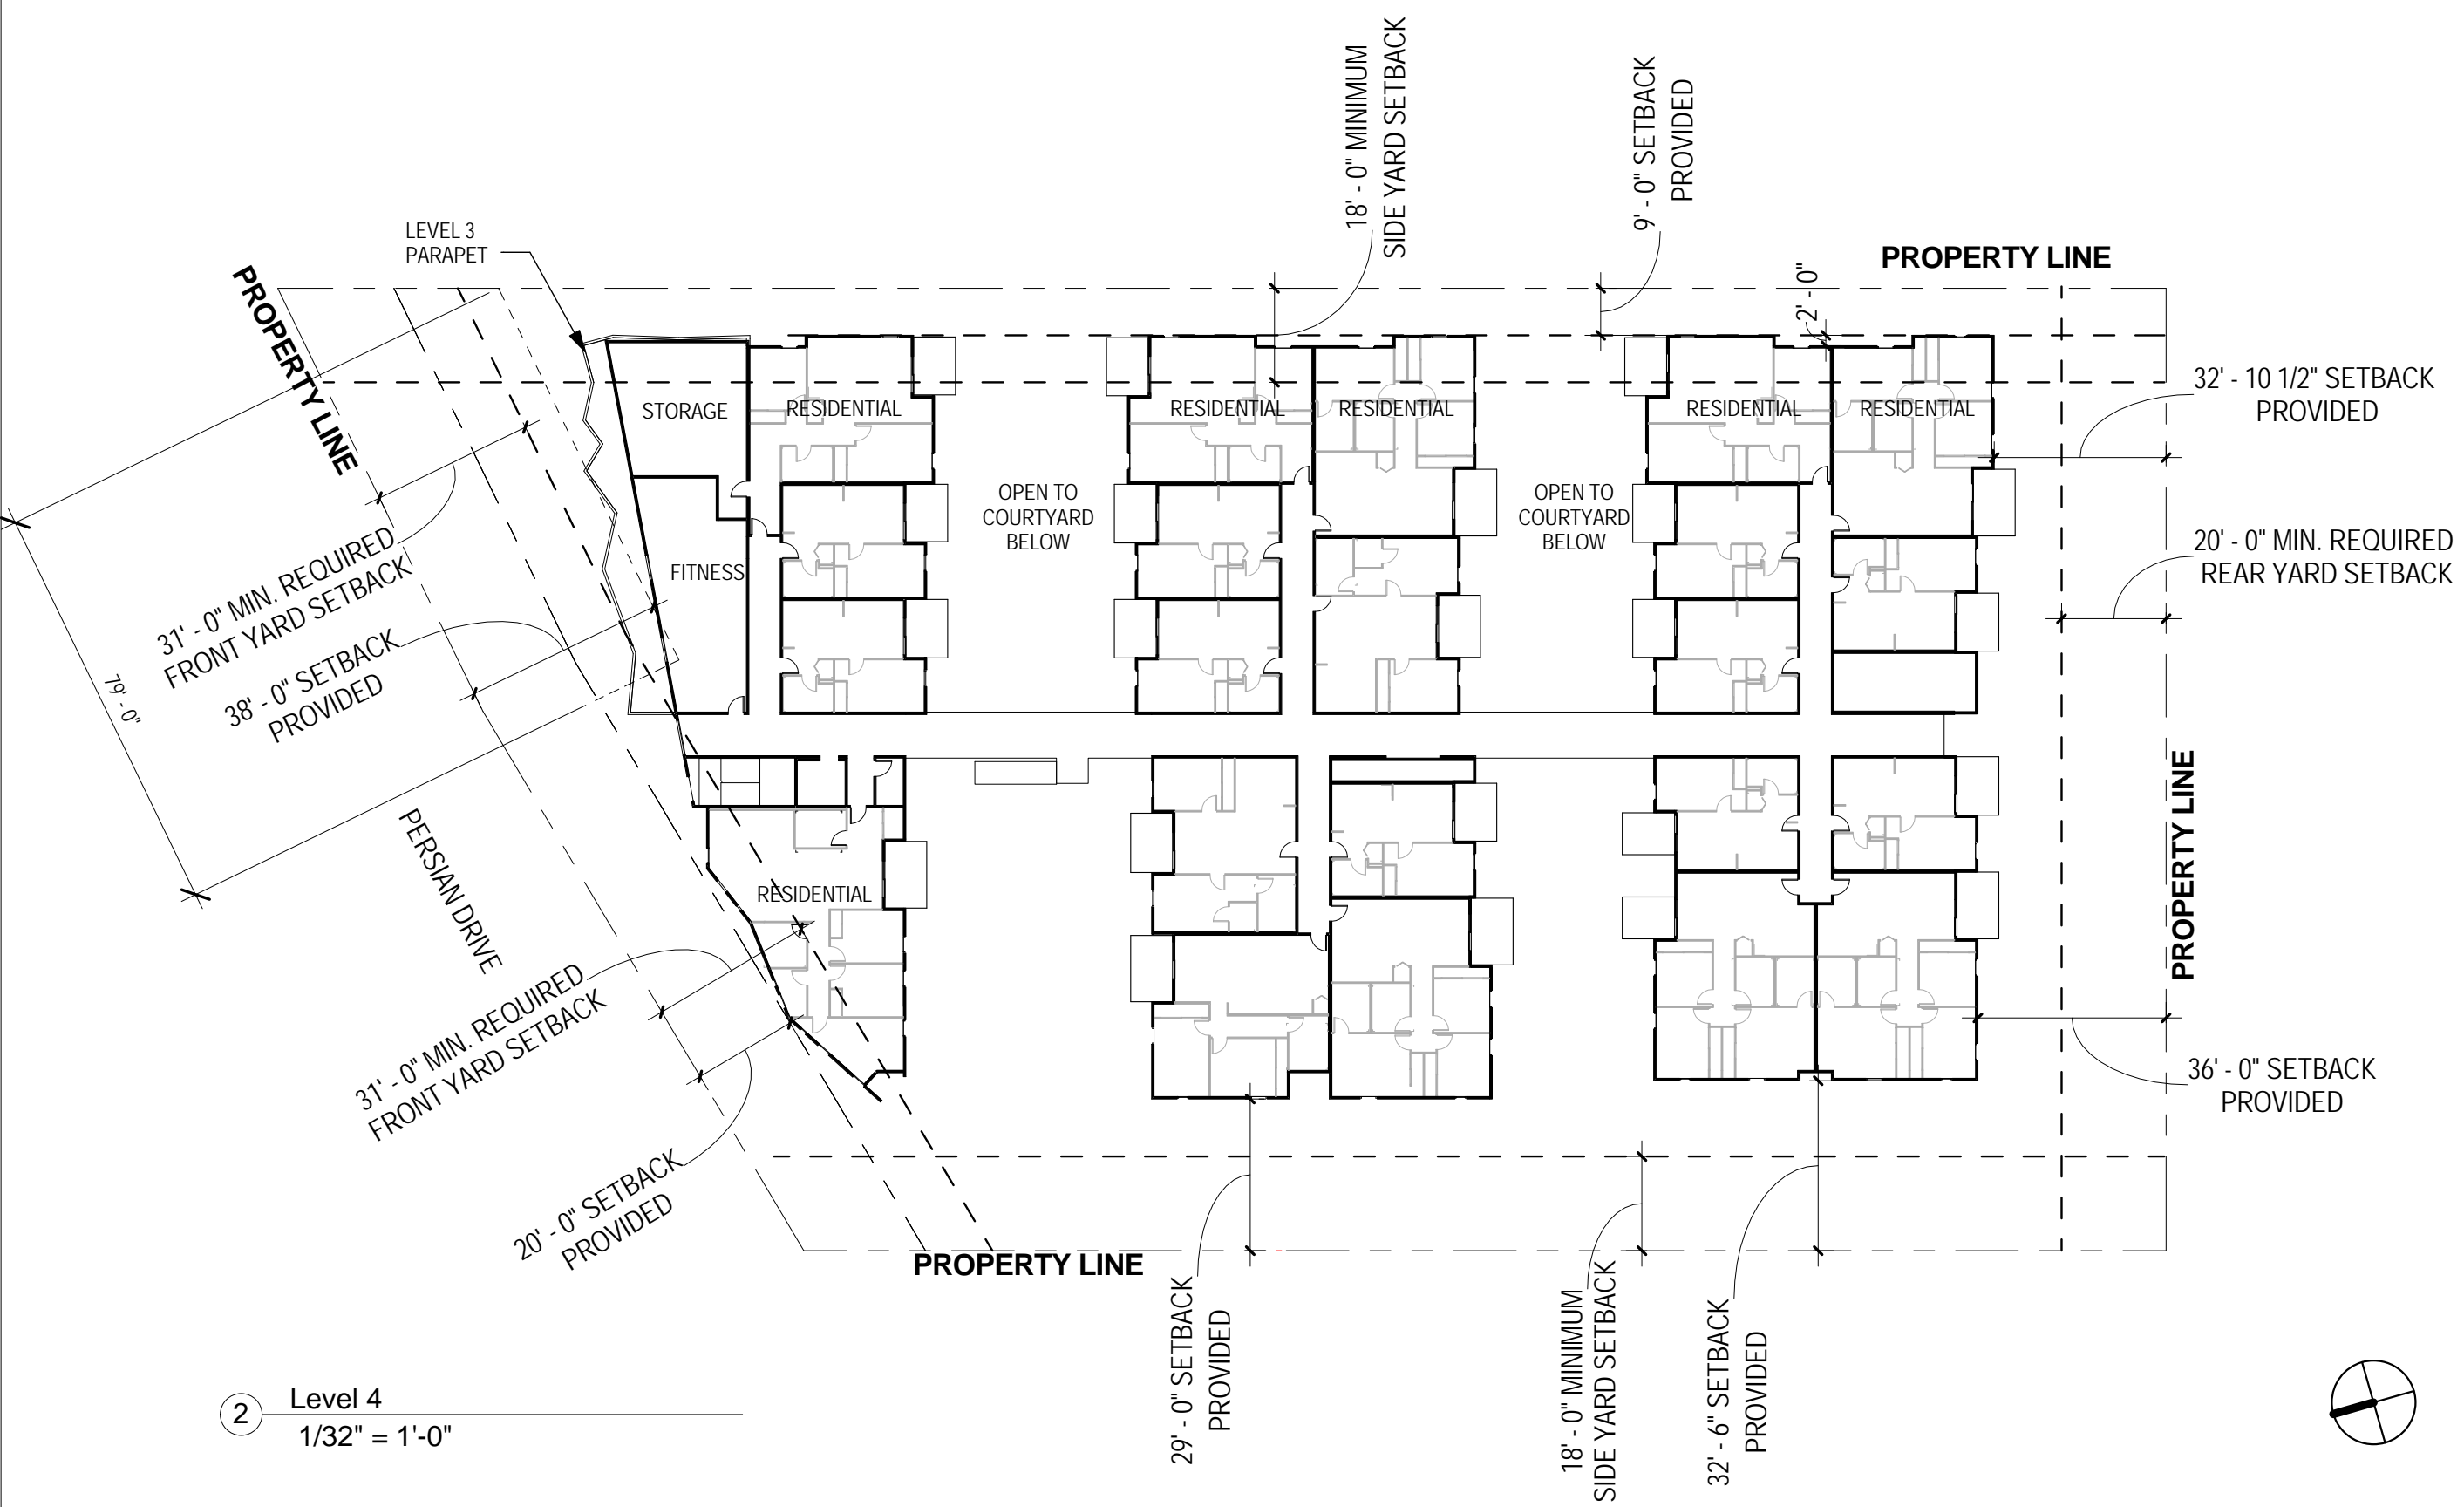 18' - 0" MINIMUM
SIDE YARD SETBACK
9' - 0" SETBACK
PROVIDED
LEVEL 3
PARAPET
PROPERTY LINE
PROPERTY LINE
2' - 0"
32' - 10 1/2" SETBACK
PROVIDED
STORAGE
RESIDENTIAL
RESIDENTIAL
RESIDENTIAL
RESIDENTIAL
RESIDENTIAL
OPEN TO
COURTYARD
BELOW
OPEN TO
COURTYARD
BELOW
20' - 0" MIN. REQUIRED
REAR YARD SETBACK
FITNESS
31' - 0" MIN. REQUIRED
FRONT YARD SETBACK
38' - 0" SETBACK
PROVIDED
79' - 0"
PERSIAN DRIVE
PROPERTY LINE
RESIDENTIAL
31' - 0" MIN. REQUIRED
FRONT YARD SETBACK
36' - 0" SETBACK
PROVIDED
20' - 0" SETBACK
PROVIDED
PROPERTY LINE
29' - 0" SETBACK
PROVIDED
18' - 0" MINIMUM
SIDE YARD SETBACK
32' - 6" SETBACK
PROVIDED
2
Level 4
1/32" = 1'-0"